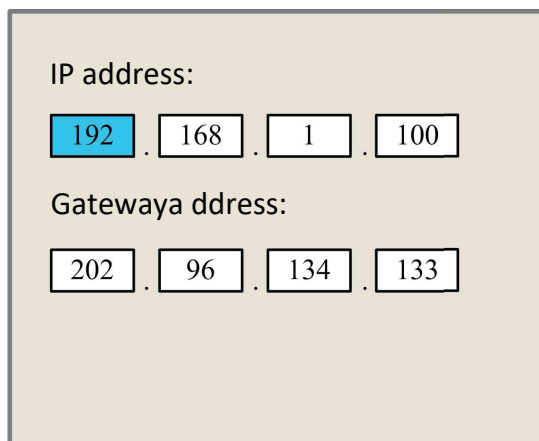 IP address:
192 . 168 . 1 . 100
Gatewaya ddress:
202 . 96 . 134 . 133